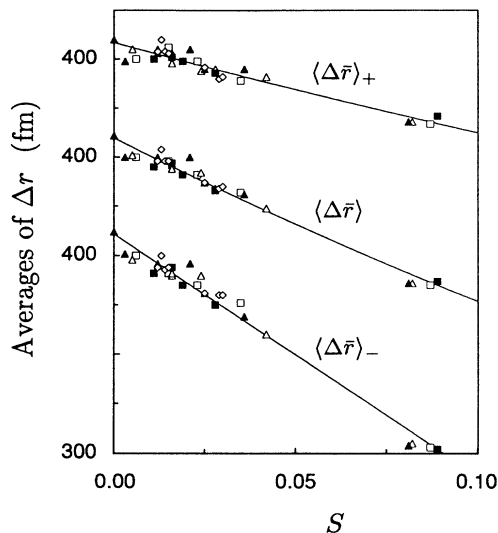 Averages of Δr (fm)
400
⟨Δr̄⟩₊
400
⟨Δr̄⟩
400
⟨Δr̄⟩₋
300
0.00 0.05 0.10
S